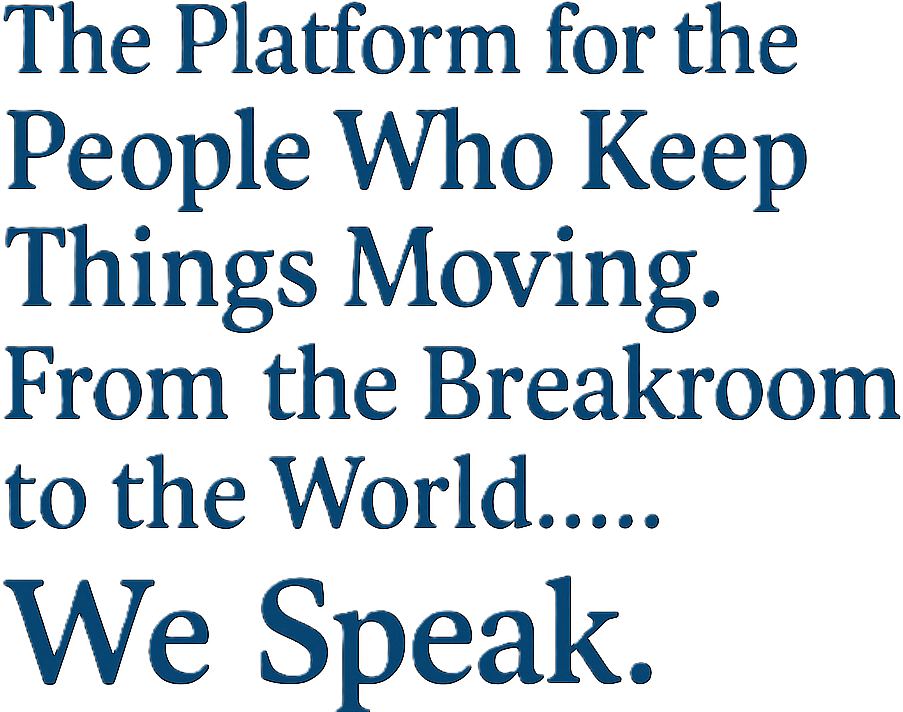 The Platform for the
People Who Keep
Things Moving.
From the Breakroom
to the World.....
We Speak.